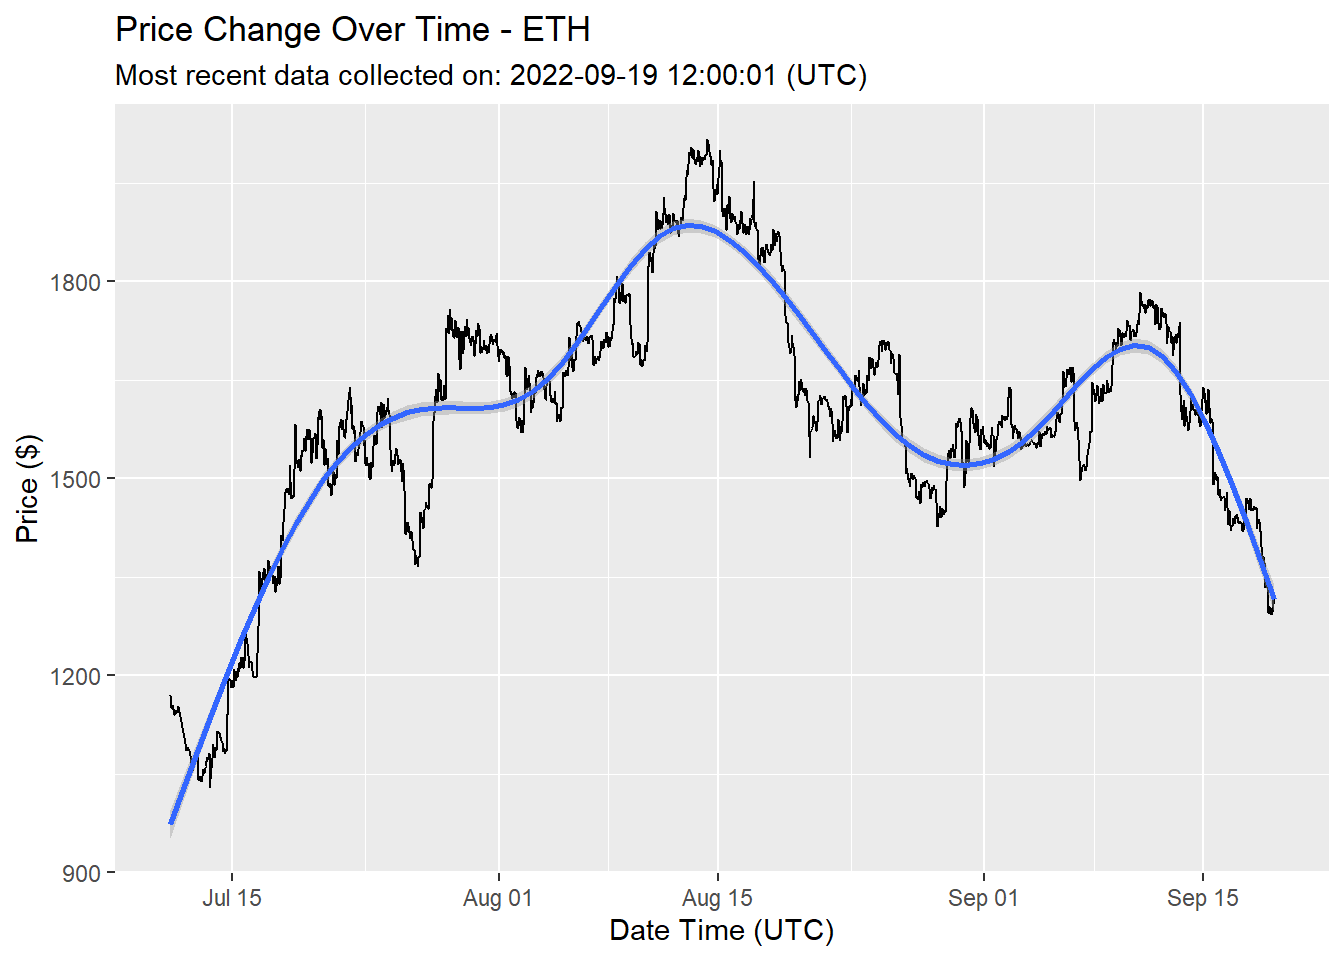 Price Change Over Time - ETH
Most recent data collected on: 2022-09-19 12:00:01 (UTC)
Price ($)
1800
1500
1200
900
Jul 15
Aug 01
Aug 15
Sep 01
Sep 15
Date Time (UTC)